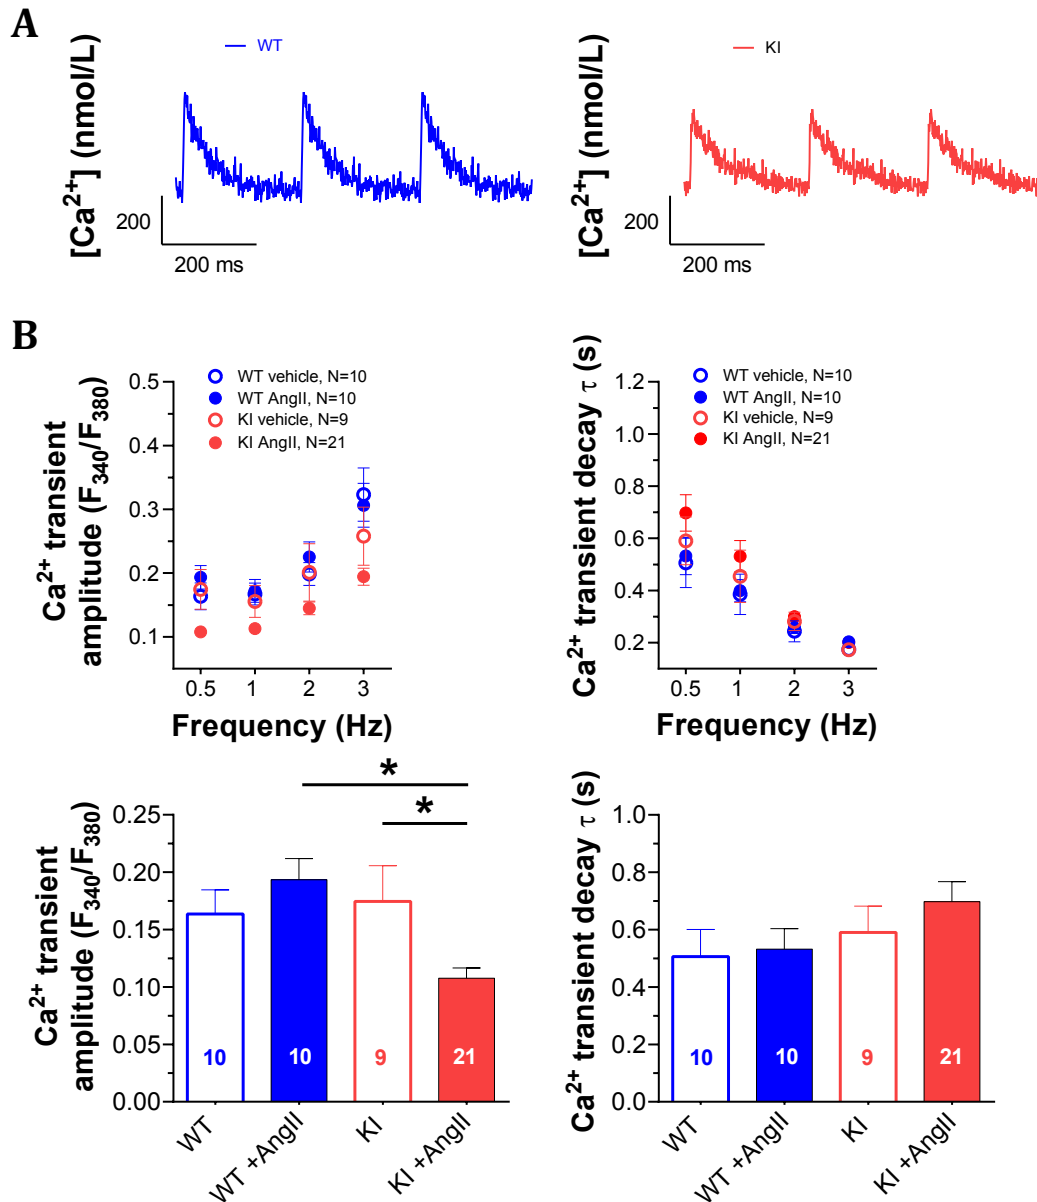 A
[Ca²⁺] (nmol/L)
WT
200
200 ms
[Ca²⁺] (nmol/L)
KI
200
200 ms
B
Ca²⁺ transient
amplitude (F₃₄₀/F₃₈₀)
0.5
0.4
0.3
0.2
0.1
WT vehicle, N=10
WT AngII, N=10
KI vehicle, N=9
KI AngII, N=21
0.5 1 2 3
Frequency (Hz)
Ca²⁺ transient decay τ (s)
1.2
1.0
0.8
0.6
0.4
0.2
WT vehicle, N=10
WT AngII, N=10
KI vehicle, N=9
KI AngII, N=21
0.5 1 2 3
Frequency (Hz)
Ca²⁺ transient
amplitude (F₃₄₀/F₃₈₀)
0.25
0.20
0.15
0.10
0.05
0.00
*
*
10 10 9 21
WT WT +AngII KI KI +AngII
Ca²⁺ transient decay τ (s)
1.0
0.8
0.6
0.4
0.2
0.0
10 10 9 21
WT WT +AngII KI KI +AngII